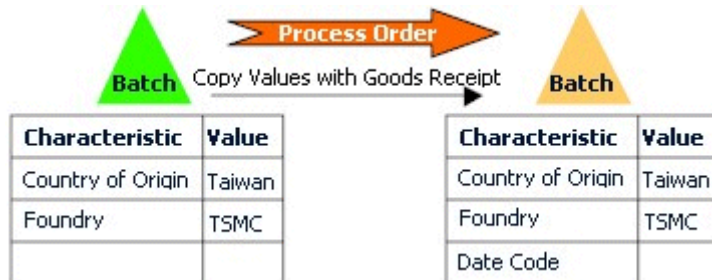 Process Order
Batch
Copy Values with Goods Receipt
Batch
Characteristic Value
Country of Origin Taiwan
Foundry TSMC
Characteristic Value
Country of Origin Taiwan
Foundry TSMC
Date Code